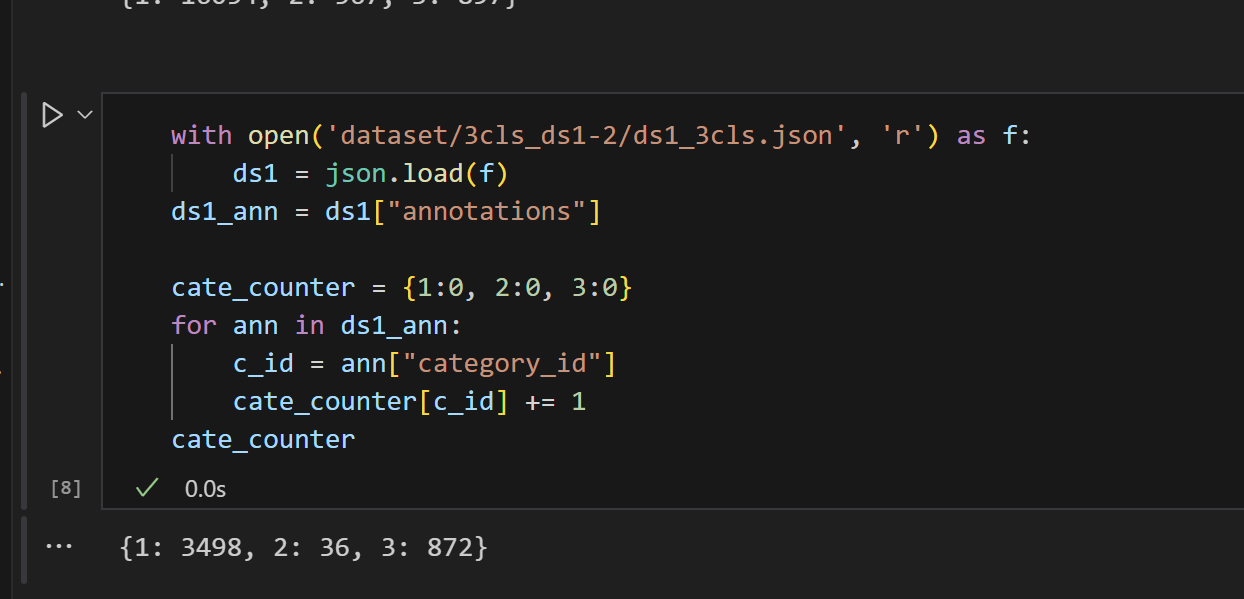 with open('dataset/3cls_ds1-2/ds1_3cls.json', 'r') as f:
    ds1 = json.load(f)
ds1_ann = ds1["annotations"]

cate_counter = {1:0, 2:0, 3:0}
for ann in ds1_ann:
    c_id = ann["category_id"]
    cate_counter[c_id] += 1
cate_counter
[8] 0.0s
... {1: 3498, 2: 36, 3: 872}